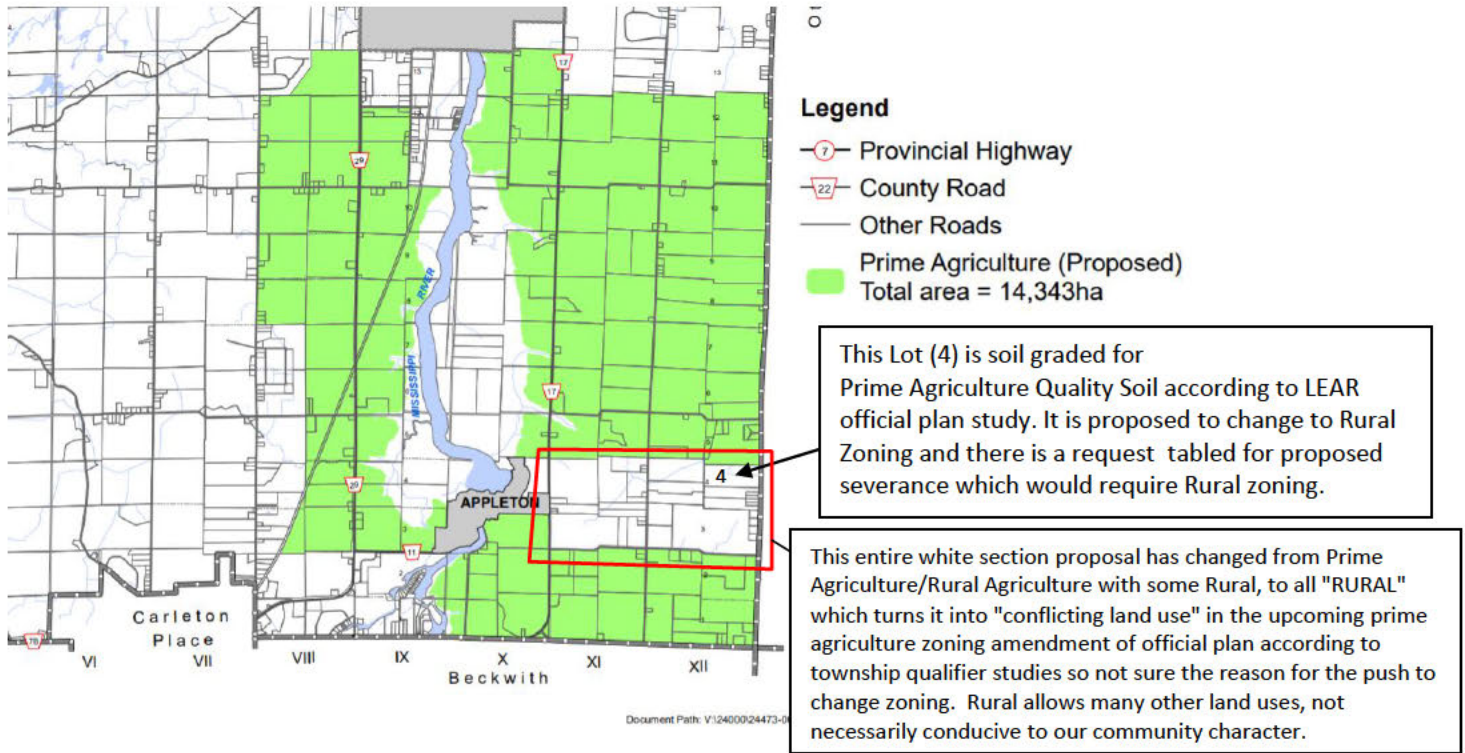 Ot
15
17
13
29
Legend
7 Provincial Highway
22 County Road
Other Roads
Prime Agriculture (Proposed)
Total area = 14,343ha
MISSISSIPPI RIVER
17
This Lot (4) is soil graded for
Prime Agriculture Quality Soil according to LEAR
official plan study. It is proposed to change to Rural
Zoning and there is a request tabled for proposed
severance which would require Rural zoning.
4
29
APPLETON
3
11
2
This entire white section proposal has changed from Prime
Agriculture/Rural Agriculture with some Rural, to all "RURAL"
which turns it into "conflicting land use" in the upcoming prime
agriculture zoning amendment of official plan according to
township qualifier studies so not sure the reason for the push to
change zoning. Rural allows many other land uses, not
necessarily conducive to our community character.
Carleton
Place
VI
VII
VIII
IX
X
XI
XII
Beckwith
Document Path: V:\24000\24473-0